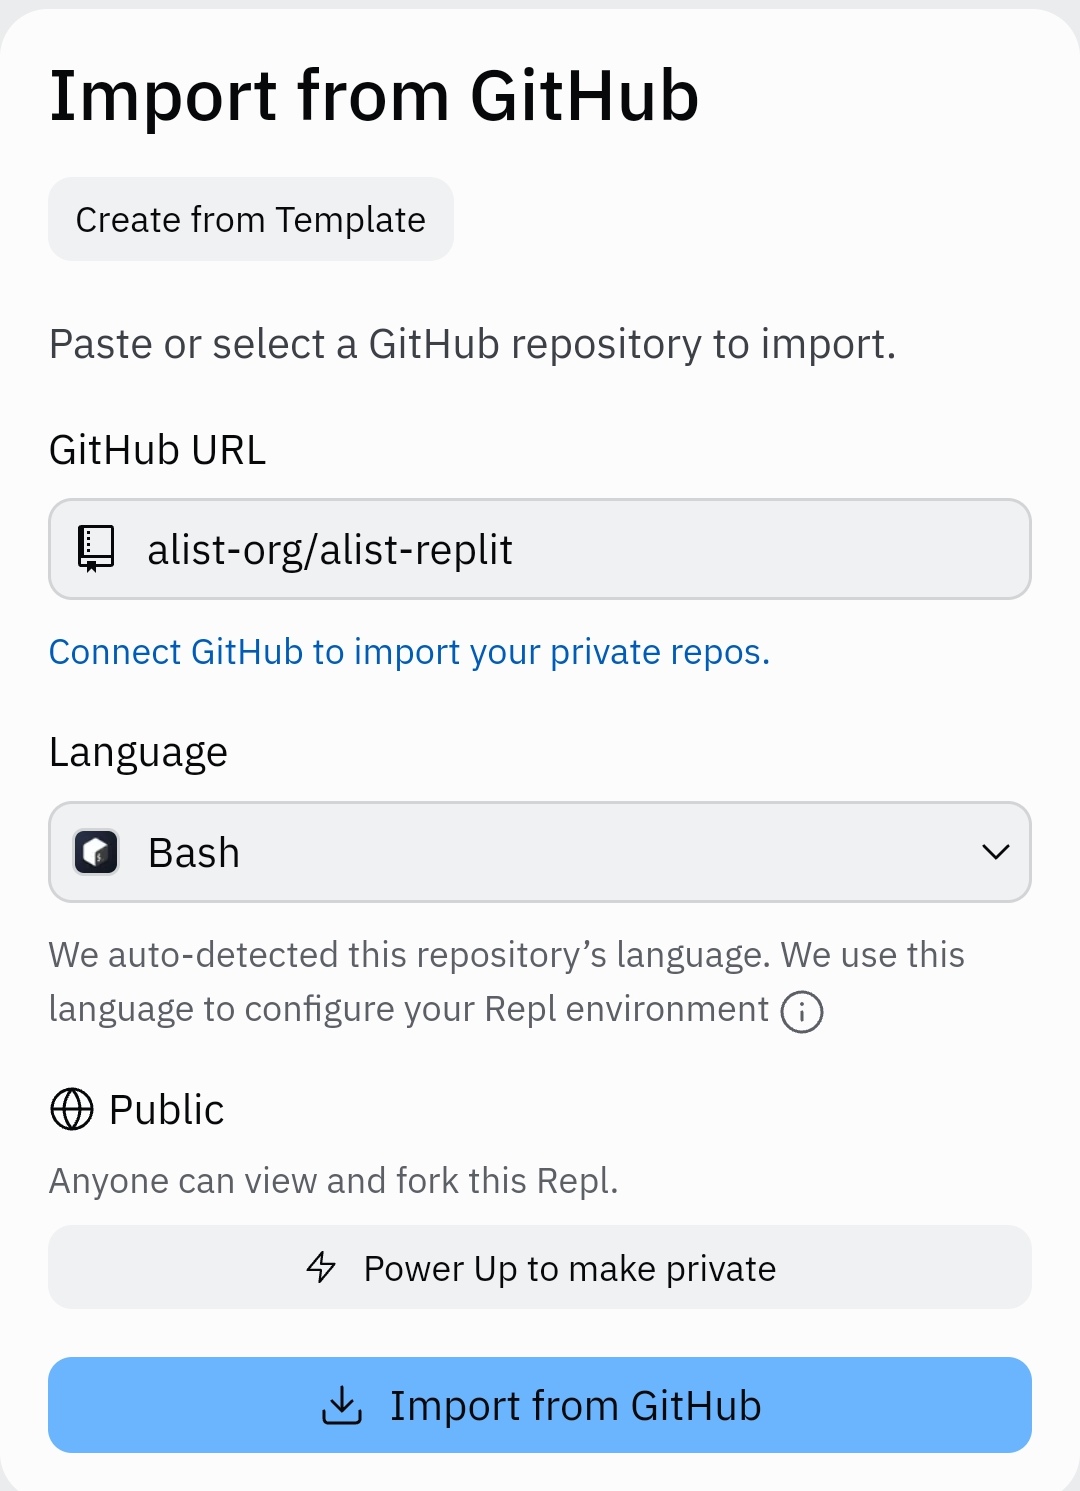 Import from GitHub
Create from Template
Paste or select a GitHub repository to import.
GitHub URL
alist-org/alist-replit
Connect GitHub to import your private repos.
Language
Bash
We auto-detected this repository’s language. We use this
language to configure your Repl environment
Public
Anyone can view and fork this Repl.
Power Up to make private
Import from GitHub